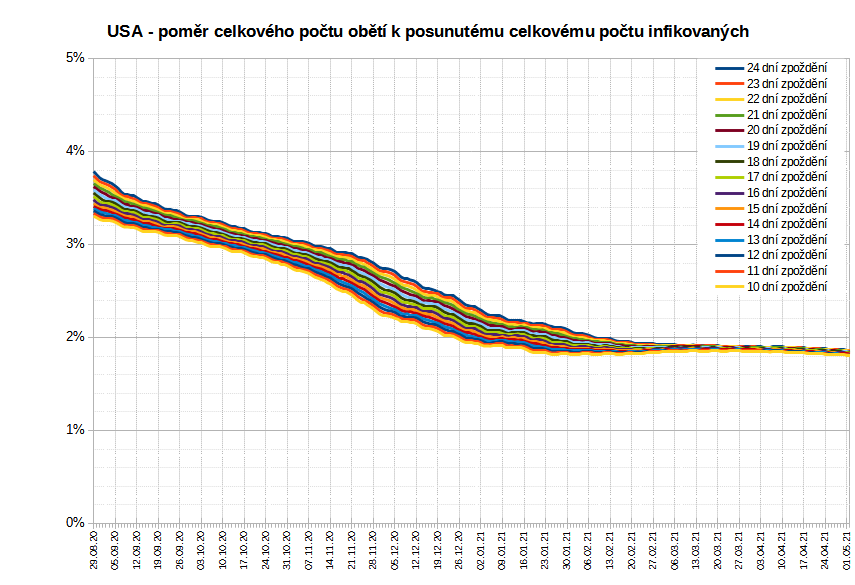 USA - poměr celkového počtu obětí k posunutému celkovému počtu infikovaných
5%
4%
3%
2%
1%
0%
24 dní zpoždění
23 dní zpoždění
22 dní zpoždění
21 dní zpoždění
20 dní zpoždění
19 dní zpoždění
18 dní zpoždění
17 dní zpoždění
16 dní zpoždění
15 dní zpoždění
14 dní zpoždění
13 dní zpoždění
12 dní zpoždění
11 dní zpoždění
10 dní zpoždění
29.08.20
05.09.20
12.09.20
19.09.20
26.09.20
03.10.20
10.10.20
17.10.20
24.10.20
31.10.20
07.11.20
14.11.20
21.11.20
28.11.20
05.12.20
12.12.20
19.12.20
26.12.20
02.01.21
09.01.21
16.01.21
23.01.21
30.01.21
06.02.21
13.02.21
20.02.21
27.02.21
06.03.21
13.03.21
20.03.21
27.03.21
03.04.21
10.04.21
17.04.21
24.04.21
01.05.21